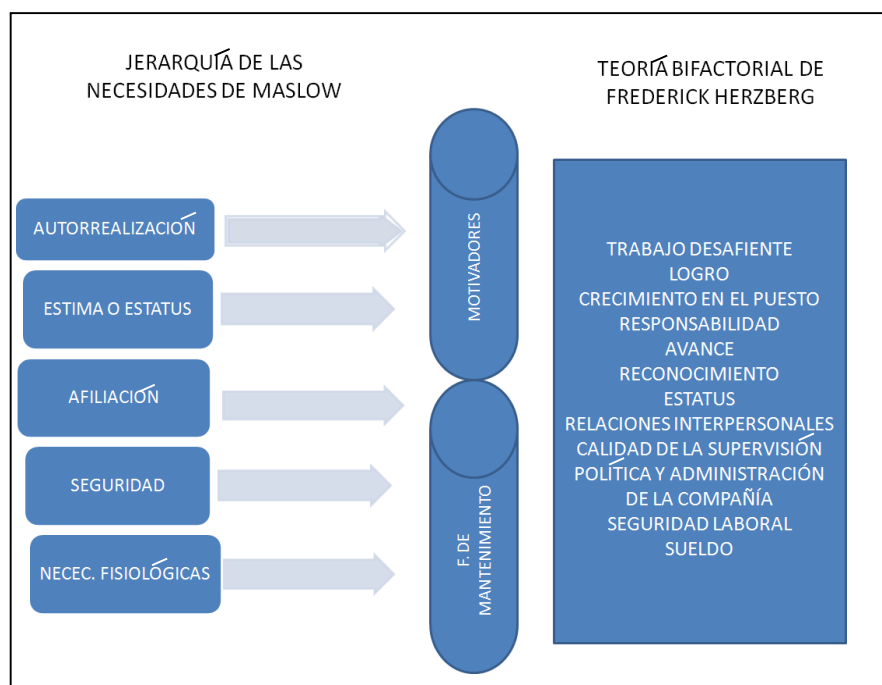 JERARQUÍA DE LAS
NECESIDADES DE MASLOW
TEORÍA BIFACTORIAL DE
FREDERICK HERZBERG
AUTORREALIZACIÓN
ESTIMA O ESTATUS
AFILIACIÓN
SEGURIDAD
NECEC. FISIOLÓGICAS
MOTIVADORES
F. DE
MANTENIMIENTO
TRABAJO DESAFIENTE
LOGRO
CRECIMIENTO EN EL PUESTO
RESPONSABILIDAD
AVANCE
RECONOCIMIENTO
ESTATUS
RELACIONES INTERPERSONALES
CALIDAD DE LA SUPERVISIÓN
POLÍTICA Y ADMINISTRACIÓN
DE LA COMPAÑÍA
SEGURIDAD LABORAL
SUELDO